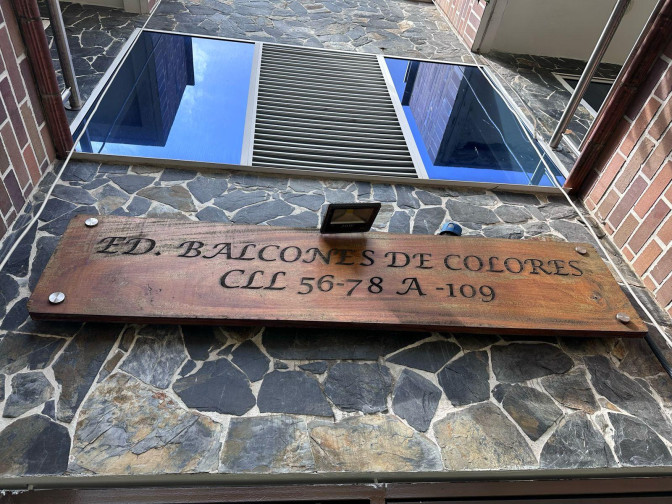 ED. BALCONES DE COLORES
CLL 56-78 A -109